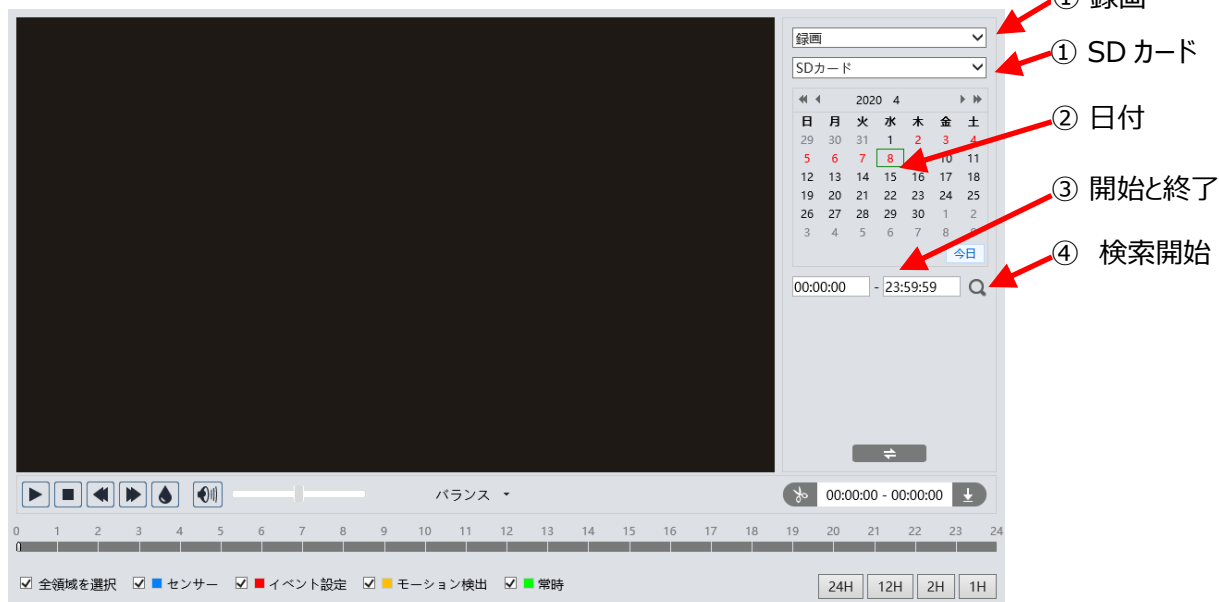 ① 録画
録画
① SD カード
SDカード
2020 4
② 日付
日 月 火 水 木 金 土
29 30 31 1 2 3 4
5 6 7 8 10 11
12 13 14 15 16 17 18
19 20 21 22 23 24 25
26 27 28 29 30 1 2
3 4 5 6 7 8
③ 開始と終了
今日
④ 検索開始
00:00:00 - 23:59:59
バランス
00:00:00 - 00:00:00
0 1 2 3 4 5 6 7 8 9 10 11 12 13 14 15 16 17 18 19 20 21 22 23 24
全領域を選択 センサー イベント設定 モーション検出 常時
24H 12H 2H 1H